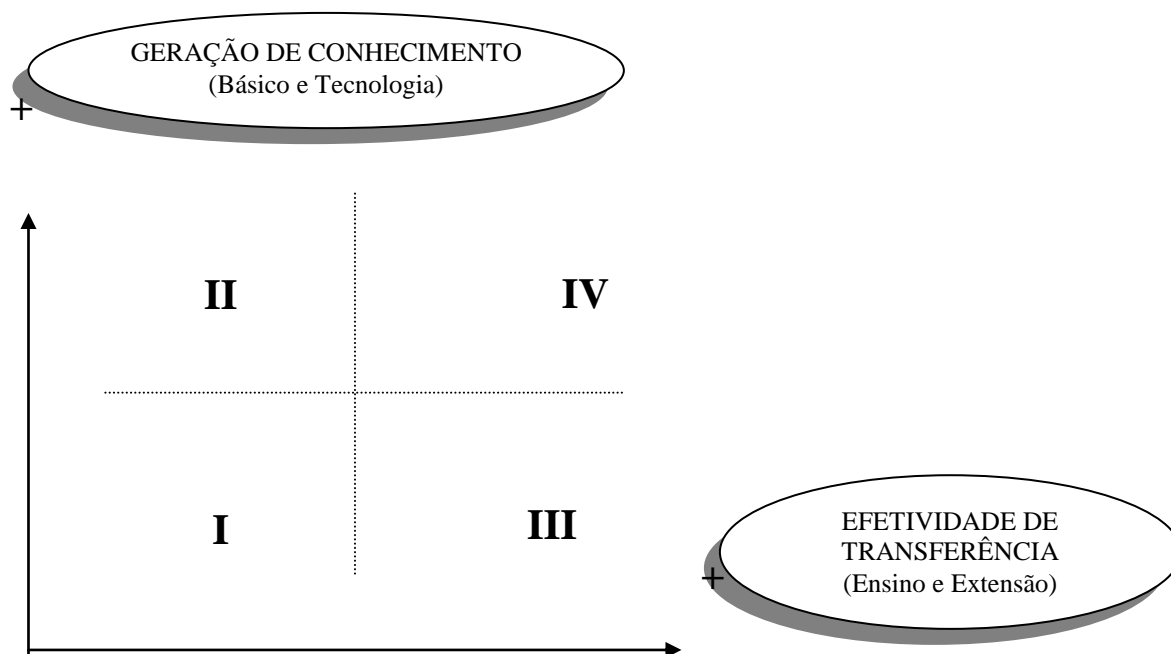 GERAÇÃO DE CONHECIMENTO
(Básico e Tecnologia)
+
II
IV
I
III
EFETIVIDADE DE
TRANSFERÊNCIA
(Ensino e Extensão)
+